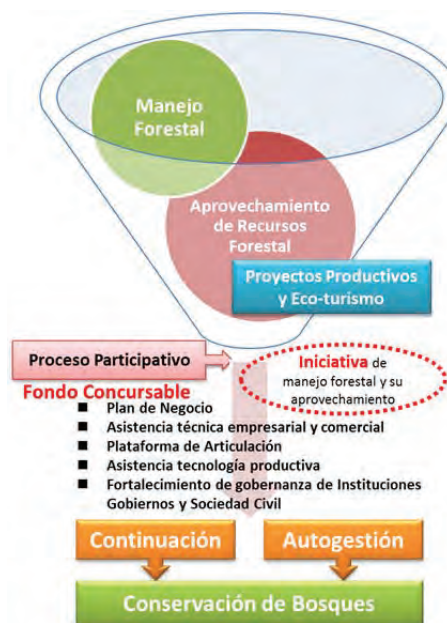 Manejo
Forestal
Aprovechamiento
de Recursos
Forestal
Proyectos Productivos
y Eco-turismo
Proceso Participativo
Iniciativa de
manejo forestal y su
aprovechamiento
Fondo Concursable
■ Plan de Negocio
■ Asistencia técnica empresarial y comercial
■ Plataforma de Articulación
■ Asistencia tecnología productiva
■ Fortalecimiento de gobernanza de Instituciones
Gobiernos y Sociedad Civil
Continuación
Autogestión
Conservación de Bosques